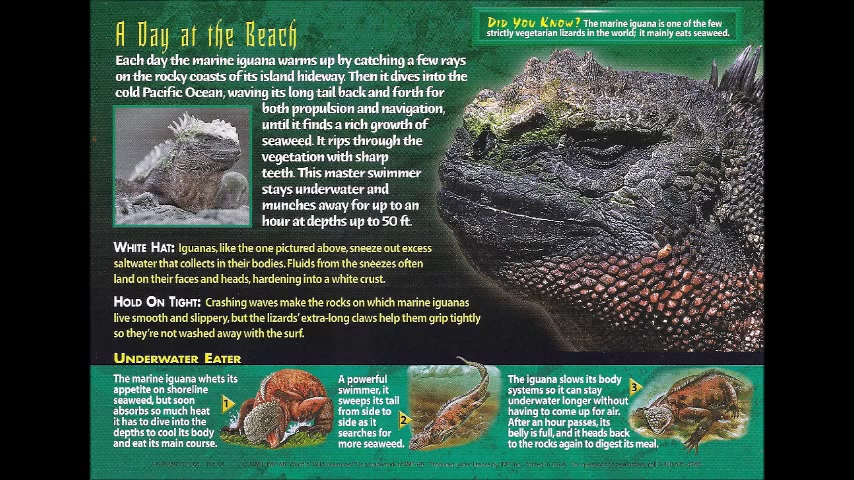 A Day at the Beach
Each day the marine iguana warms up by catching a few rays
on the rocky coasts of its island hideway. Then it dives into the
cold Pacific Ocean, waving its long tail back and forth for
both propulsion and navigation,
until it finds a rich growth of
seaweed. It rips through the
vegetation with sharp
teeth. This master swimmer
stays underwater and
munches away for up to an
hour at depths up to 50 ft.
DID YOU KNOW? The marine iguana is one of the few
strictly vegetarian lizards in the world; it mainly eats seaweed.
WHITE HAT: Iguanas, like the one pictured above, sneeze out excess
saltwater that collects in their bodies. Fluids from the sneezes often
land on their faces and heads, hardening into a white crust.
HOLD ON TIGHT: Crashing waves make the rocks on which marine iguanas
live smooth and slippery, but the lizards' extra-long claws help them grip tightly
so they're not washed away with the surf.
UNDERWATER EATER
The marine iguana whets its
appetite on shoreline
seaweed, but soon
absorbs so much heat
it has to dive into the
depths to cool its body
and eat its main course.
1
A powerful
swimmer, it
sweeps its tail
from side to
side as it
searches for
more seaweed.
2
The iguana slows its body
systems so it can stay
underwater longer without
having to come up for air.
After an hour passes, its
belly is full, and it heads back
to the rocks again to digest its meal.
3